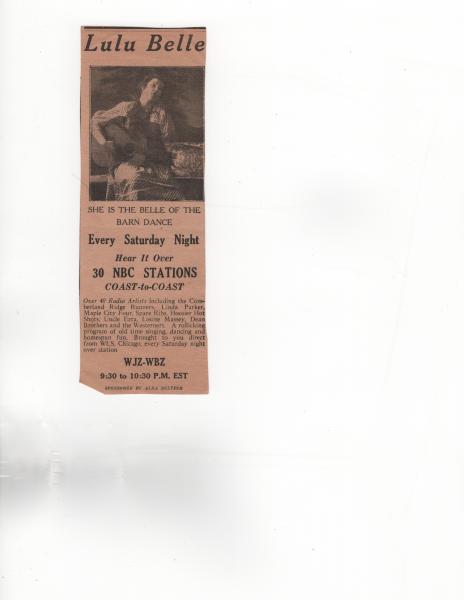 Lulu Belle
SHE IS THE BELLE OF THE
BARN DANCE
Every Saturday Night
Hear It Over
30 NBC STATIONS
COAST-to-COAST
Over 40 Radio Artists including the Cum-
berland Ridge Runners, Linda Parker,
Maple City Four, Spare Ribs, Hoosier Hot
Shots, Uncle Ezra, Louise Massey, Dean
Brothers and the Westerners. A rollicking
program of old time singing, dancing and
homespun fun. Brought to you direct
from WLS, Chicago, every Saturday night
over station
WJZ-WBZ
9:30 to 10:30 P.M. EST
SPONSORED BY ALKA SELTZER